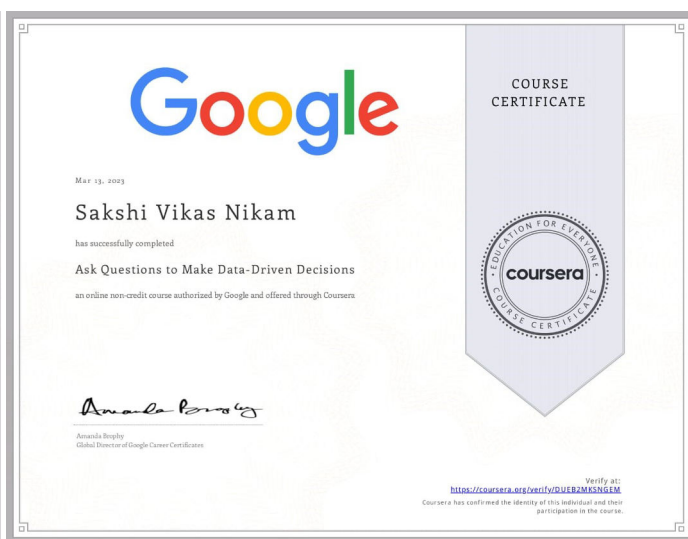 Google
COURSE
CERTIFICATE
Mar 13, 2023
Sakshi Vikas Nikam
has successfully completed
Ask Questions to Make Data-Driven Decisions
an online non-credit course authorized by Google and offered through Coursera
EDUCATION FOR EVERYONE
coursera
COURSE CERTIFICATE
Amanda Brophy
Amanda Brophy
Global Director of Google Career Certificates
Verify at:
https://coursera.org/verify/DUEB2MKSNGEM
Coursera has confirmed the identity of this individual and their
participation in the course.